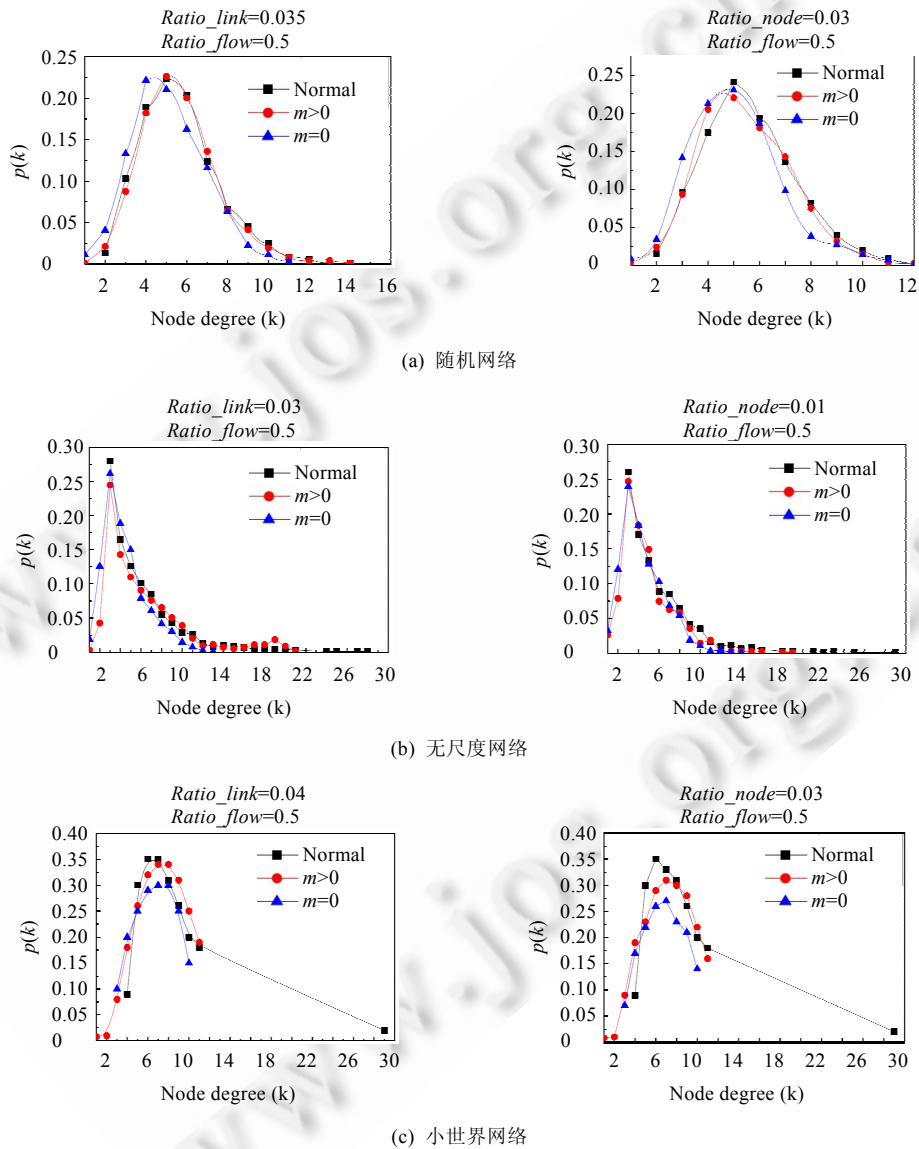 Ratio_link=0.035
Ratio_flow=0.5
0.25
0.20
0.15
0.10
0.05
0
p(k)
Normal
m>0
m=0
2 4 6 8 10 12 14 16
Node degree (k)
Ratio_node=0.03
Ratio_flow=0.5
0.25
0.20
0.15
0.10
0.05
0
p(k)
Normal
m>0
m=0
2 4 6 8 10 12
Node degree (k)
(a) 随机网络
Ratio_link=0.03
Ratio_flow=0.5
0.30
0.25
0.20
0.15
0.10
0.05
0
p(k)
Normal
m>0
m=0
2 6 10 14 18 22 26 30
Node degree (k)
Ratio_node=0.01
Ratio_flow=0.5
0.30
0.25
0.20
0.15
0.10
0.05
0
p(k)
Normal
m>0
m=0
2 6 10 14 18 22 26 30
Node degree (k)
(b) 无尺度网络
Ratio_link=0.04
Ratio_flow=0.5
0.40
0.35
0.30
0.25
0.20
0.15
0.10
0.05
0
p(k)
Normal
m>0
m=0
2 6 10 14 18 22 26 30
Node degree (k)
Ratio_node=0.03
Ratio_flow=0.5
0.40
0.35
0.30
0.25
0.20
0.15
0.10
0.05
0
p(k)
Normal
m>0
m=0
2 6 10 14 18 22 26 30
Node degree (k)
(c) 小世界网络